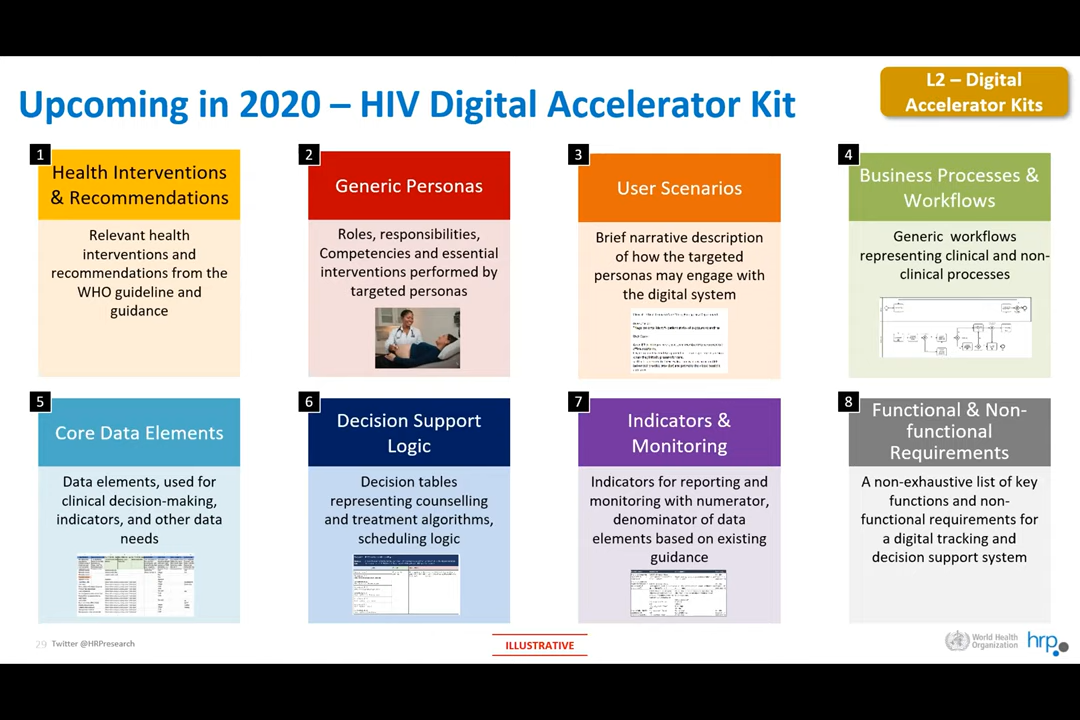 L2 – Digital
Accelerator Kits
Upcoming in 2020 – HIV Digital Accelerator Kit
1
Health Interventions
& Recommendations
Relevant health
interventions and
recommendations from the
WHO guideline and
guidance
2
Generic Personas
Roles, responsibilities,
Competencies and essential
interventions performed by
targeted personas
3
User Scenarios
Brief narrative description
of how the targeted
personas may engage with
the digital system
4
Business Processes &
Workflows
Generic workflows
representing clinical and non-
clinical processes
5
Core Data Elements
Data elements, used for
clinical decision-making,
indicators, and other data
needs
6
Decision Support
Logic
Decision tables
representing counselling
and treatment algorithms,
scheduling logic
7
Indicators &
Monitoring
Indicators for reporting and
monitoring with numerator,
denominator of data
elements based on existing
guidance
8
Functional & Non-
functional
Requirements
A non-exhaustive list of key
functions and non-
functional requirements for
a digital tracking and
decision support system
29 Twitter @HRPresearch
ILLUSTRATIVE
World Health
Organization
hrp